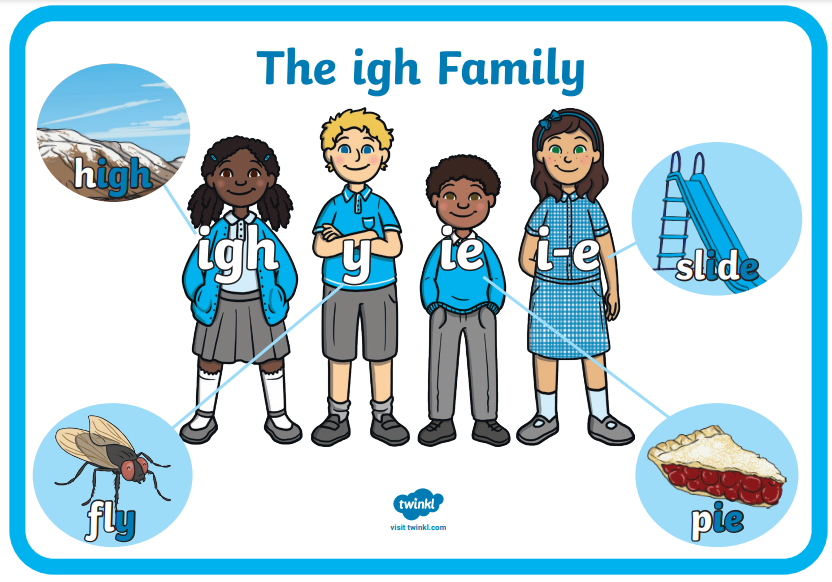 The igh Family
high
igh
y
ie
i-e
slide
fly
pie
twinkl
visit twinkl.com